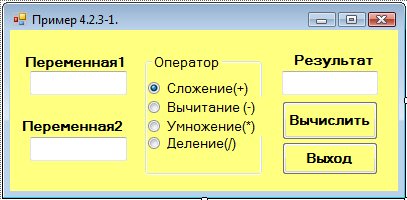 Пример 4.2.3-1.
Переменная1
Переменная2
Оператор
Сложение(+)
Вычитание (-)
Умножение(*)
Деление(/)
Результат
Вычислить
Выход